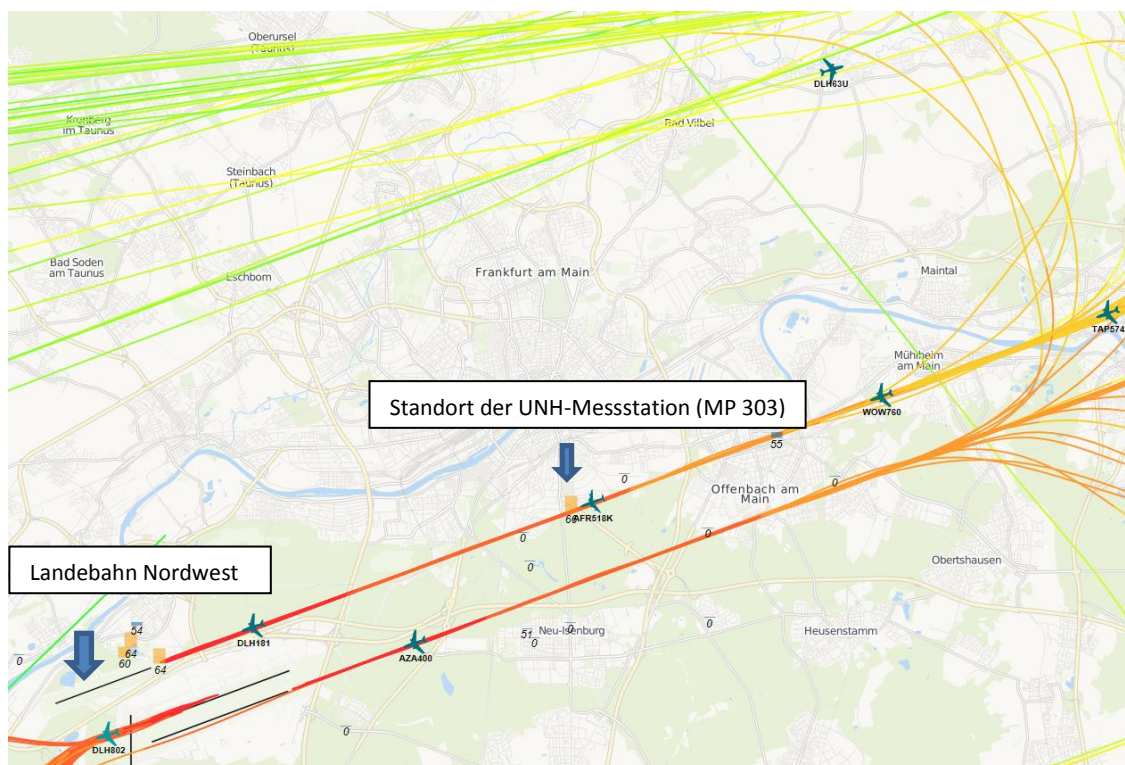 Oberursel
(Taunus)
DLH63U
Kronberg
im Taunus
Bad Vilbel
Steinbach
(Taunus)
Bad Soden
am Taunus
Eschborn
Frankfurt am Main
Maintal
TAP574
Mühlheim
am Main
Standort der UNH-Messstation (MP 303)
WOW760
55
0
Offenbach am
Main
0
AFR518K
0
0
0
Obertshausen
Landebahn Nordwest
54
DLH181
51
0
Neu-Isenburg
0
0
Heusenstamm
0
64
60
64
AZA400
DLH802
0